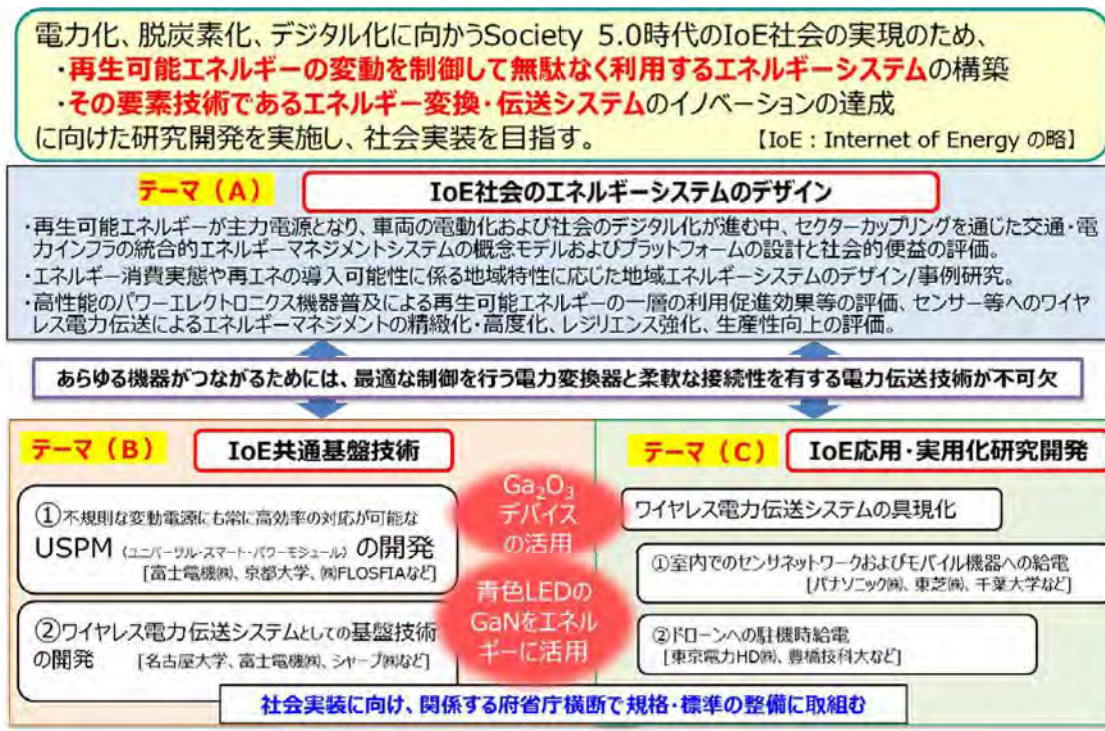 電力化、脱炭素化、デジタル化に向かうSociety 5.0時代のIoE社会の実現のため、
・再生可能エネルギーの変動を制御して無駄なく利用するエネルギーシステムの構築
・その要素技術であるエネルギー変換・伝送システムのイノベーションの達成
に向けた研究開発を実施し、社会実装を目指す。 【IoE：Internet of Energy の略】
テーマ（A） IoE社会のエネルギーシステムのデザイン
・再生可能エネルギーが主力電源となり、車両の電動化および社会のデジタル化が進む中、セクターカップリングを通じた交通・電
力インフラの統合的エネルギーマネジメントシステムの概念モデルおよびプラットフォームの設計と社会的便益の評価。
・エネルギー消費実態や再エネの導入可能性に係る地域特性に応じた地域エネルギーシステムのデザイン/事例研究。
・高性能のパワーエレクトロニクス機器普及による再生可能エネルギーの一層の利用促進効果等の評価、センサー等へのワイヤ
レス電力伝送によるエネルギーマネジメントの精緻化・高度化、レジリエンス強化、生産性向上の評価。
あらゆる機器がつながるためには、最適な制御を行う電力変換器と柔軟な接続性を有する電力伝送技術が不可欠
テーマ（B） IoE共通基盤技術
①不規則な変動電源にも常に高効率の対応が可能な
USPM（ユニバーサル・スマート・パワーモジュール）の開発
[富士電機㈱、京都大学、㈱FLOSFIAなど]
②ワイヤレス電力伝送システムとしての基盤技術
の開発 [名古屋大学、富士電機㈱、シャープ㈱など]
Ga₂O₃
デバイス
の活用
青色LEDの
GaNをエネル
ギーに活用
テーマ（C） IoE応用・実用化研究開発
ワイヤレス電力伝送システムの具現化
①室内でのセンサネットワークおよびモバイル機器への給電
[パナソニック㈱、東芝㈱、千葉大学など]
②ドローンへの駐機時給電
[東京電力HD㈱、豊橋技科大など]
社会実装に向け、関係する府省庁横断で規格・標準の整備に取組む